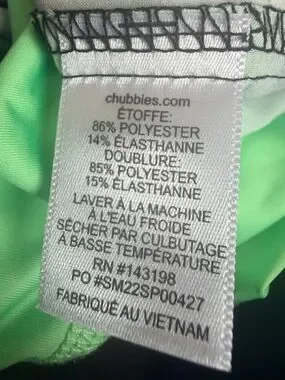 chubbies.com
ÉTOFFE:
86% POLYESTER
14% ÉLASTHANNE
DOUBLURE:
85% POLYESTER
15% ÉLASTHANNE
LAVER À LA MACHINE
À L'EAU FROIDE
SÉCHER PAR CULBUTAGE
À BASSE TEMPÉRATURE
RN #143198
PO #SM22SP00427
FABRIQUÉ AU VIETNAM